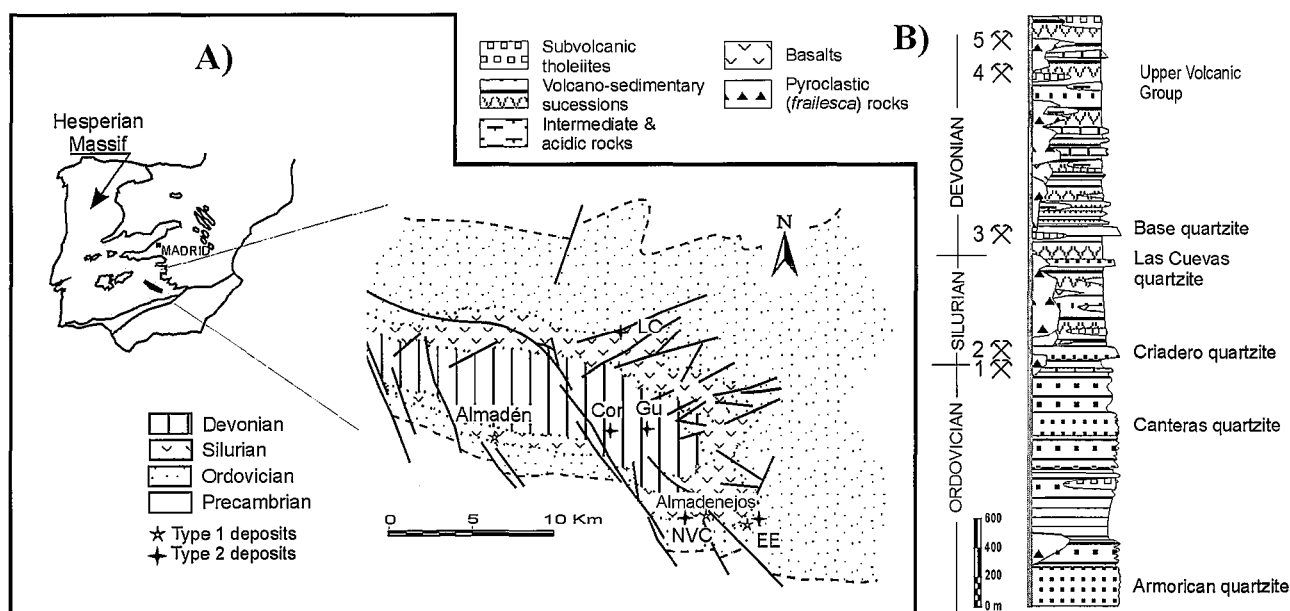 A)
Hesperian
Massif
MADRID
Subvolcanic
tholeiites
Volcano-sedimentary
sucessions
Intermediate &
acidic rocks
Basalts
Pyroclastic
(frailesca) rocks
N
LC
Almadén
Cor
Gu
Almadenejos
NVC
EE
0 5 10 Km
Devonian
Silurian
Ordovician
Precambrian
Type 1 deposits
Type 2 deposits
B)
DEVONIAN
SILURIAN
ORDOVICIAN
5
4
3
2
1
Upper Volcanic
Group
Base quartzite
Las Cuevas
quartzite
Criadero quartzite
Canteras quartzite
Armorican quartzite
600
400
200
0 m